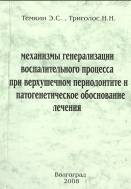 Темкин Э.С., Триголос Н.Н.
механизмы генерализации
воспалительного процесса
при верхушечном периодонтите и
патогенетическое обоснование
лечения
Волгоград
2008